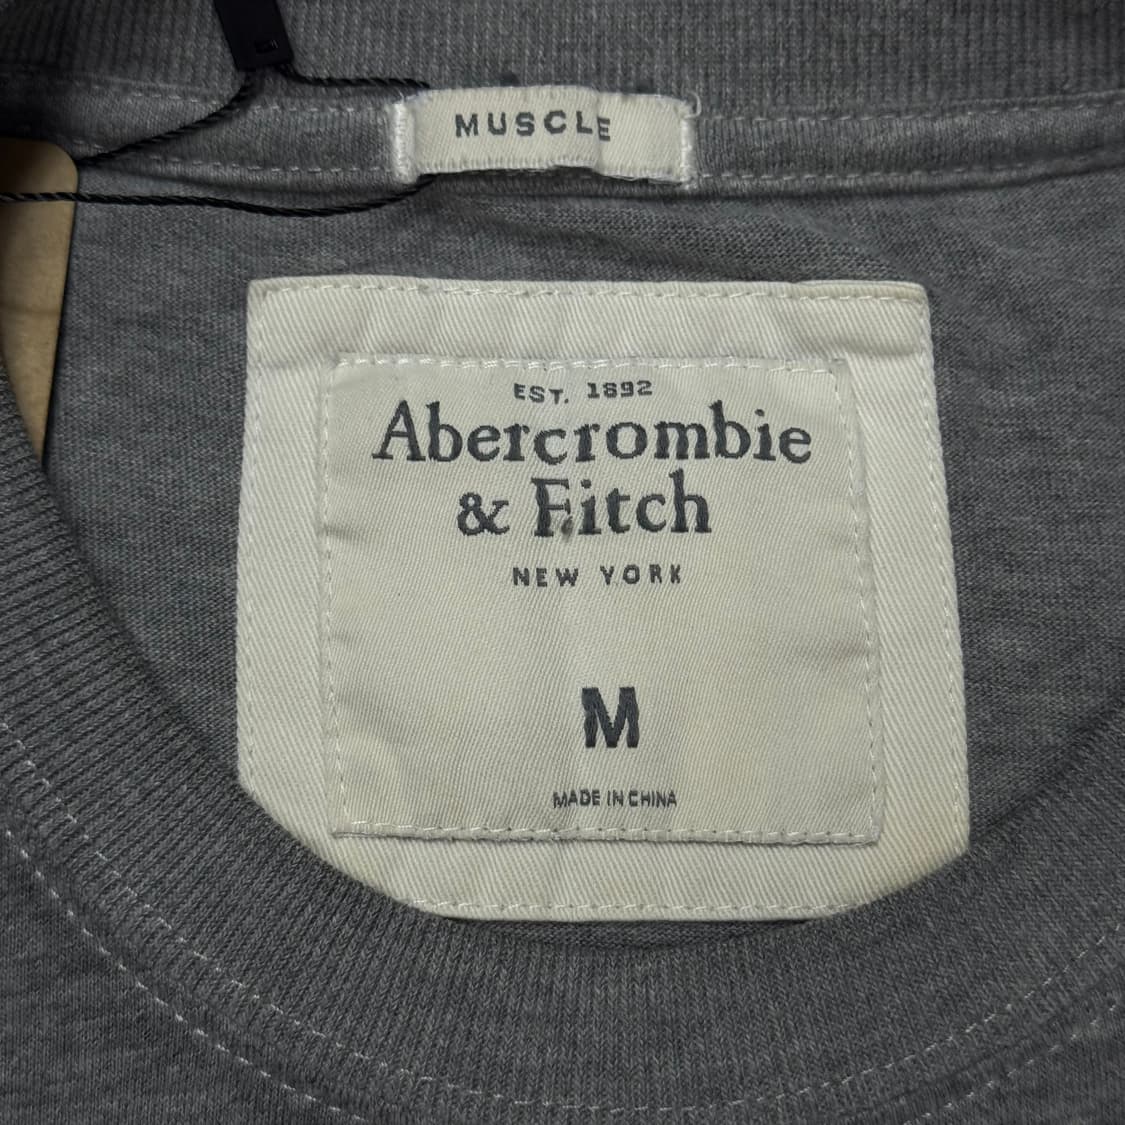 MUSCLE
EST. 1892
Abercrombie
& Fitch
NEW YORK
M
MADE IN CHINA